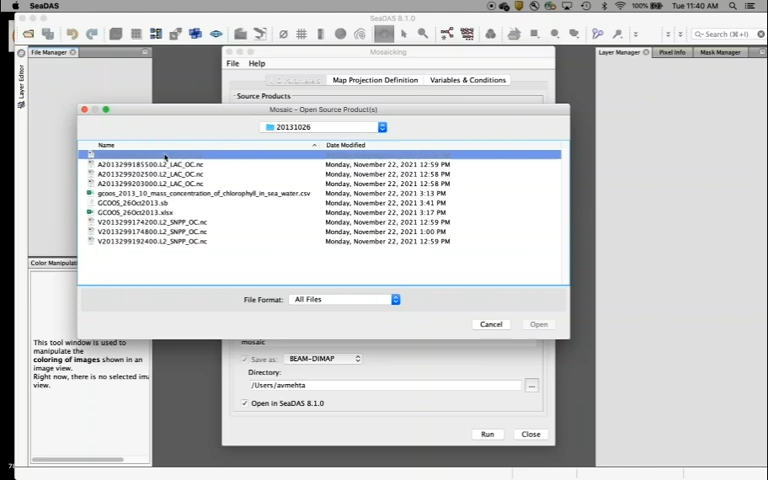 SeaDAS
100%
Tue 11:40 AM
SeaDAS 8.1.0
Search (⌘+I)
File Manager
Layer Manager
Pixel Info
Mask Manager
Layer Editor
Mosaicking
File Help
Map Projection Definition
Variables & Conditions
Source Products
Mosaic - Open Source Product(s)
20131026
Name
Date Modified
A2013299185500.L2_LAC_OC.nc Monday, November 22, 2021 12:59 PM
A2013299202500.L2_LAC_OC.nc Monday, November 22, 2021 12:58 PM
A2013299203000.L2_LAC_OC.nc Monday, November 22, 2021 12:58 PM
gcoos_2013_10_mass_concentration_of_chlorophyll_in_sea_water.csv Monday, November 22, 2021 3:13 PM
GCOOS_26Oct2013.sb Monday, November 22, 2021 3:41 PM
GCOOS_26Oct2013.xlsx Monday, November 22, 2021 3:17 PM
V2013299174200.L2_SNPP_OC.nc Monday, November 22, 2021 12:59 PM
V2013299174800.L2_SNPP_OC.nc Monday, November 22, 2021 1:00 PM
V2013299192400.L2_SNPP_OC.nc Monday, November 22, 2021 12:59 PM
Color Manipulat
File Format: All Files
Cancel
Open
This tool window is used to
manipulate the
coloring of images shown in an
image view.
Right now, there is no selected ima
view.
mosaic
Save as: BEAM-DIMAP
Directory:
/Users/avmehta
...
Open in SeaDAS 8.1.0
Run
Close